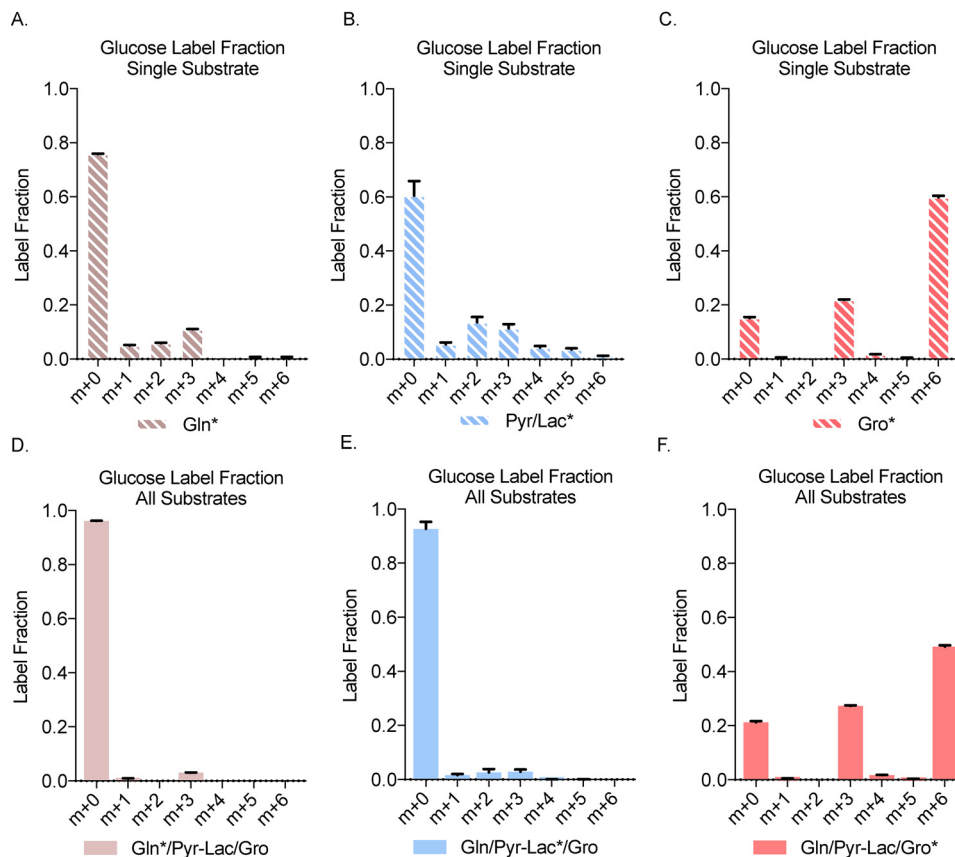 A.
Glucose Label Fraction
Single Substrate
Label Fraction
1.0
0.8
0.6
0.4
0.2
0.0
m+0
m+1
m+2
m+3
m+4
m+5
m+6
Gln*
B.
Glucose Label Fraction
Single Substrate
Label Fraction
1.0
0.8
0.6
0.4
0.2
0.0
m+0
m+1
m+2
m+3
m+4
m+5
m+6
Pyr/Lac*
C.
Glucose Label Fraction
Single Substrate
Label Fraction
1.0
0.8
0.6
0.4
0.2
0.0
m+0
m+1
m+2
m+3
m+4
m+5
m+6
Gro*
D.
Glucose Label Fraction
All Substrates
Label Fraction
1.0
0.8
0.6
0.4
0.2
0.0
m+0
m+1
m+2
m+3
m+4
m+5
m+6
Gln*/Pyr-Lac/Gro
E.
Glucose Label Fraction
All Substrates
Label Fraction
1.0
0.8
0.6
0.4
0.2
0.0
m+0
m+1
m+2
m+3
m+4
m+5
m+6
Gln/Pyr-Lac*/Gro
F.
Glucose Label Fraction
All Substrates
Label Fraction
1.0
0.8
0.6
0.4
0.2
0.0
m+0
m+1
m+2
m+3
m+4
m+5
m+6
Gln/Pyr-Lac/Gro*